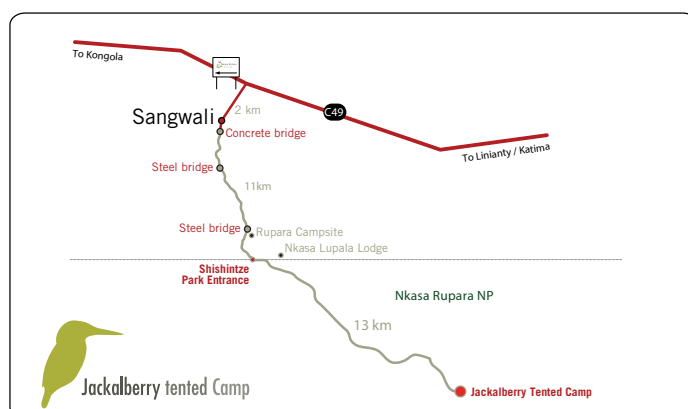 To Kongola
2 km
C49
Sangwali
Concrete bridge
To Linianty / Katima
Steel bridge
11km
Steel bridge
Rupara Campsite
Nkasa Lupala Lodge
Shishintze
Park Entrance
Nkasa Rupara NP
13 km
Jackalberry tented Camp
Jackalberry Tented Camp